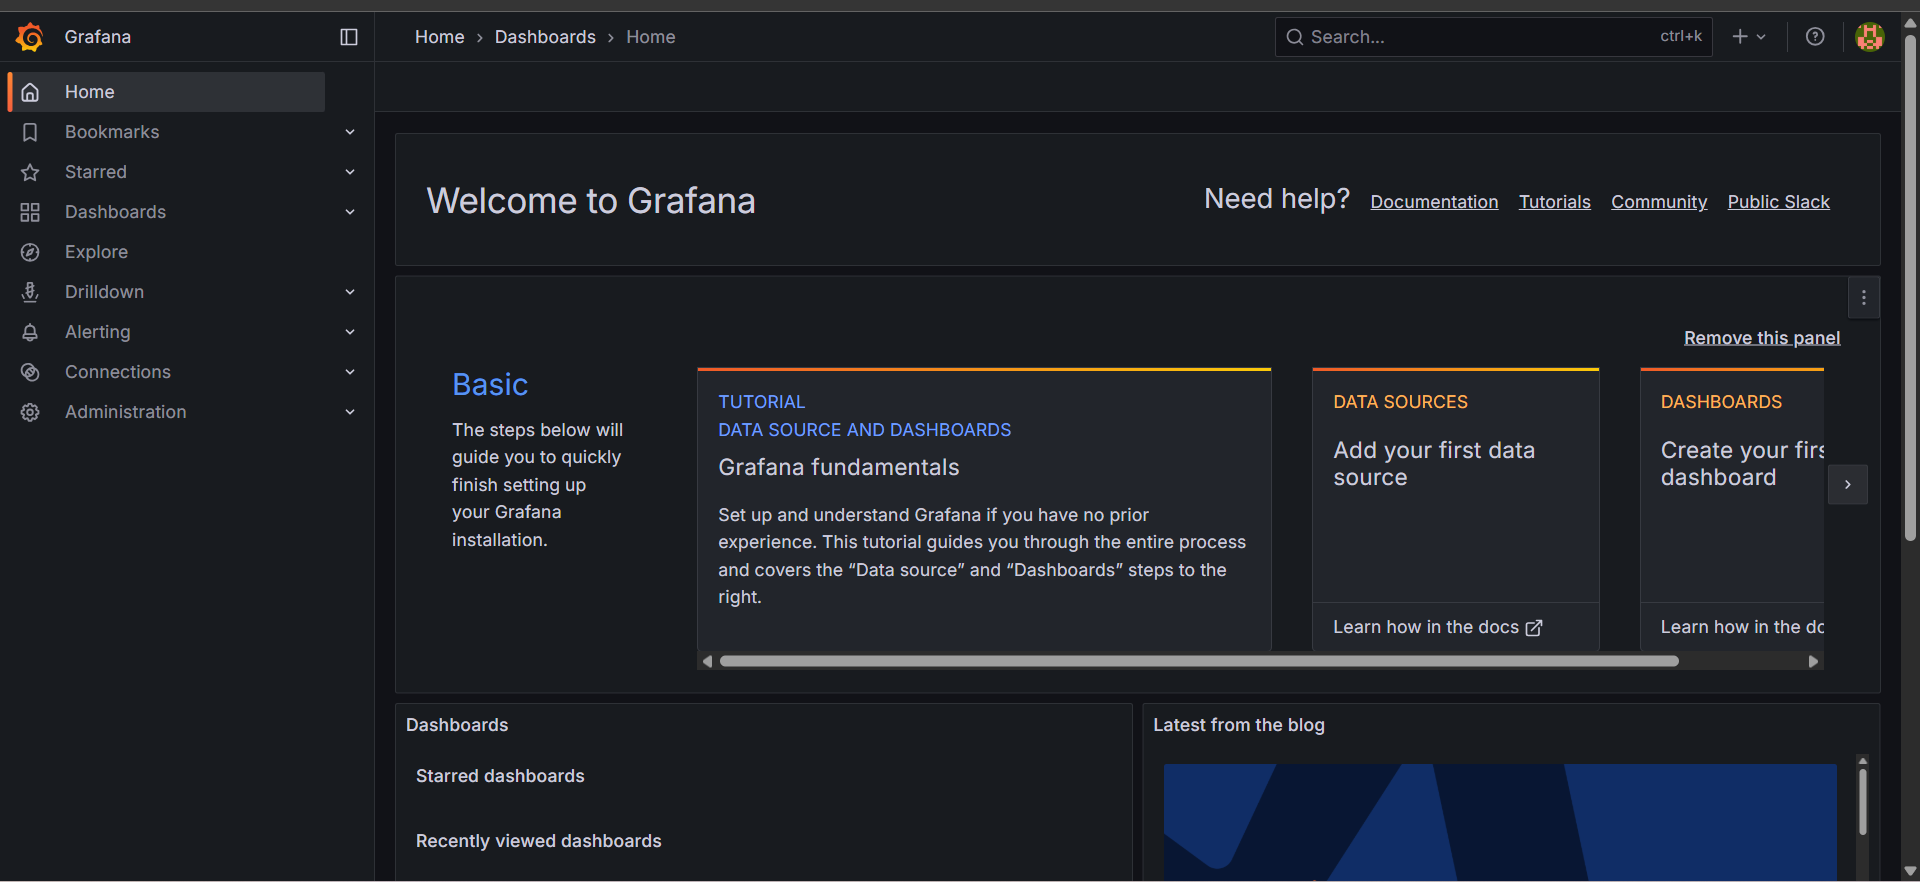 Grafana
Home › Dashboards › Home
Search...
ctrl+k
Home
Bookmarks
Starred
Dashboards
Explore
Drilldown
Alerting
Connections
Administration
Welcome to Grafana
Need help?
Documentation
Tutorials
Community
Public Slack
Remove this panel
Basic
The steps below will
guide you to quickly
finish setting up
your Grafana
installation.
TUTORIAL
DATA SOURCE AND DASHBOARDS
Grafana fundamentals
Set up and understand Grafana if you have no prior
experience. This tutorial guides you through the entire process
and covers the “Data source” and “Dashboards” steps to the
right.
DATA SOURCES
Add your first data
source
Learn how in the docs
DASHBOARDS
Create your firs
dashboard
Learn how in the do
Dashboards
Starred dashboards
Recently viewed dashboards
Latest from the blog